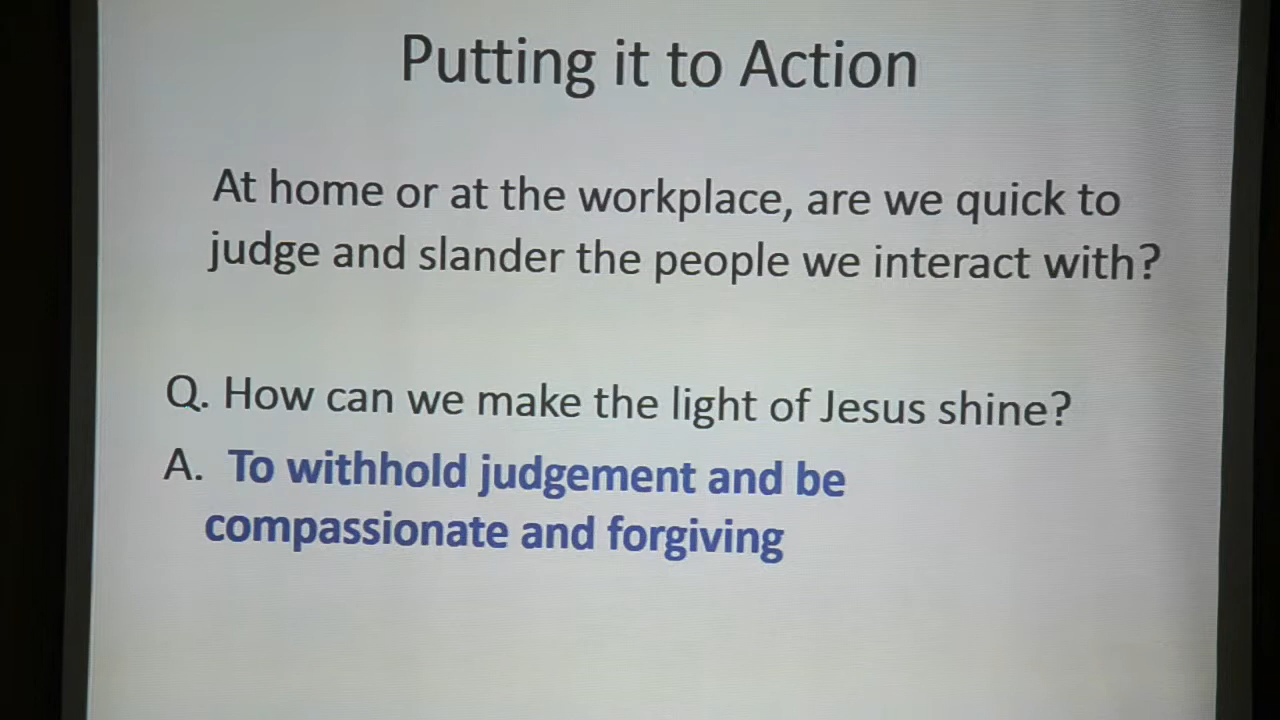 Putting it to Action
At home or at the workplace, are we quick to
judge and slander the people we interact with?
Q. How can we make the light of Jesus shine?
A. To withhold judgement and be
compassionate and forgiving